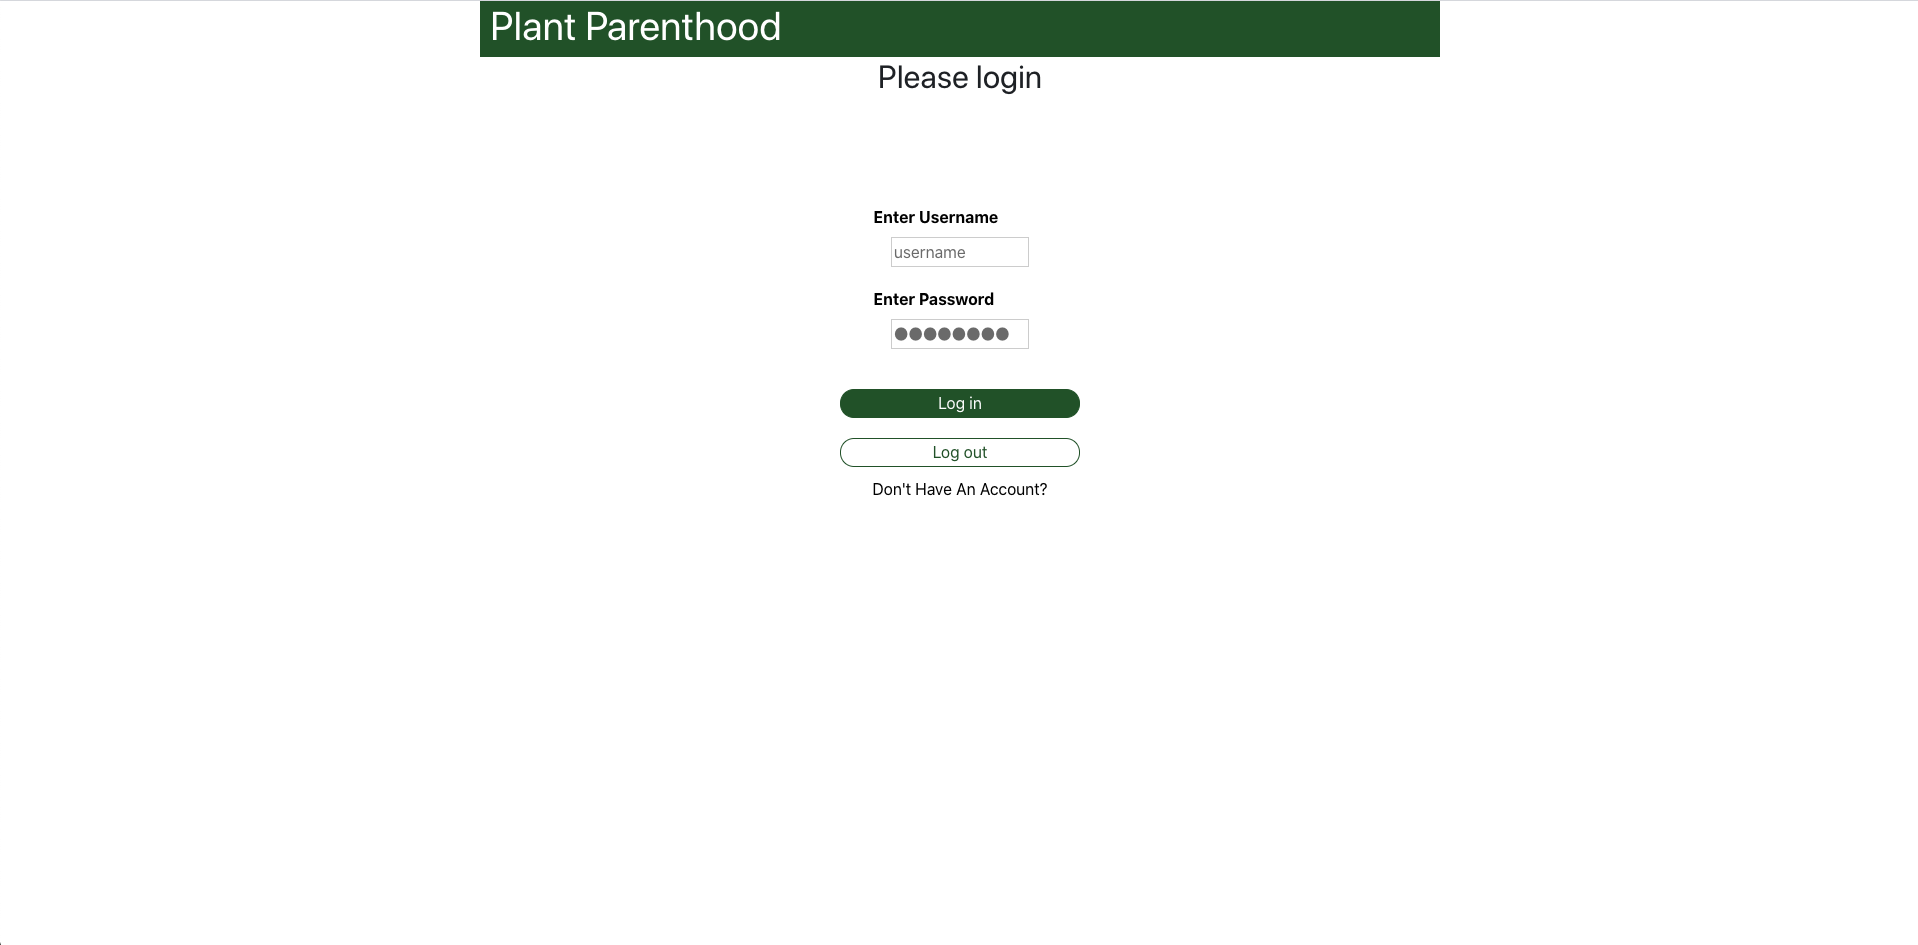 Plant Parenthood
Please login
Enter Username
username
Enter Password
●●●●●●●●
Log in
Log out
Don't Have An Account?